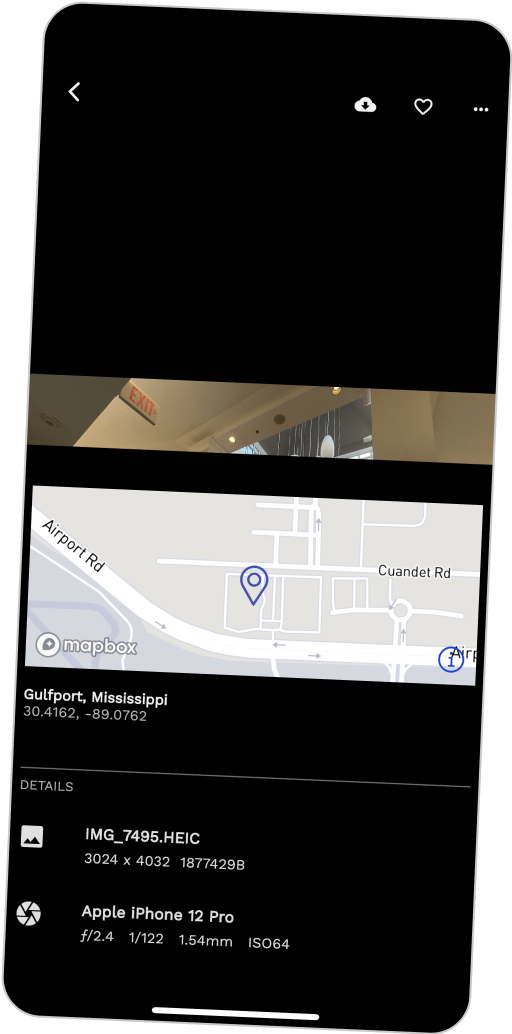 EXIT
Airport Rd
Cuandet Rd
Airp
mapbox
i
Gulfport, Mississippi
30.4162, -89.0762
DETAILS
IMG_7495.HEIC
3024 x 4032 1877429B
Apple iPhone 12 Pro
ƒ/2.4 1/122 1.54mm ISO64